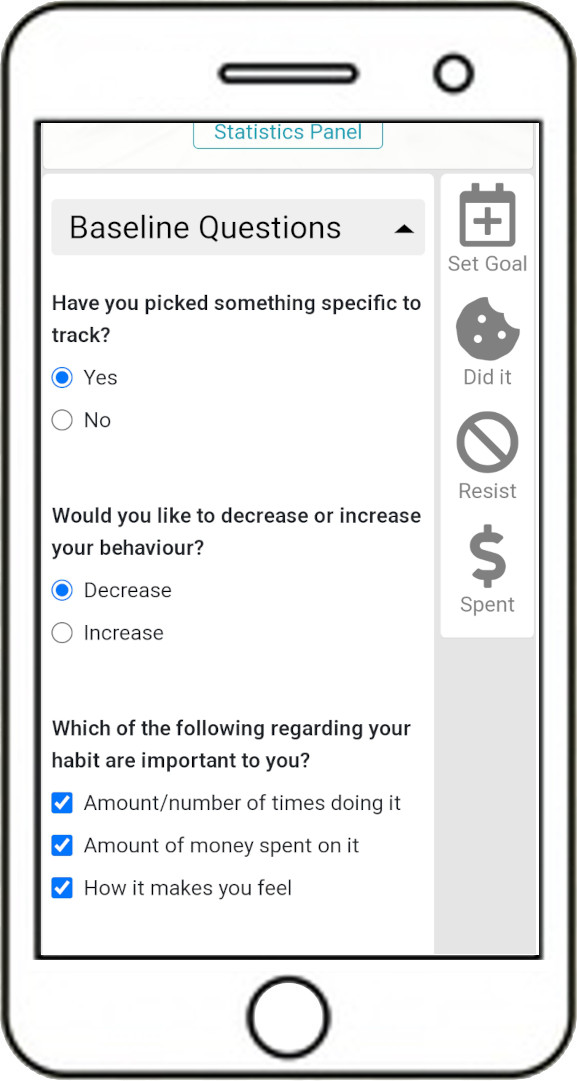 Statistics Panel
Baseline Questions
Have you picked something specific to
track?
Yes
No
Would you like to decrease or increase
your behaviour?
Decrease
Increase
Which of the following regarding your
habit are important to you?
Amount/number of times doing it
Amount of money spent on it
How it makes you feel
Set Goal
Did it
Resist
Spent